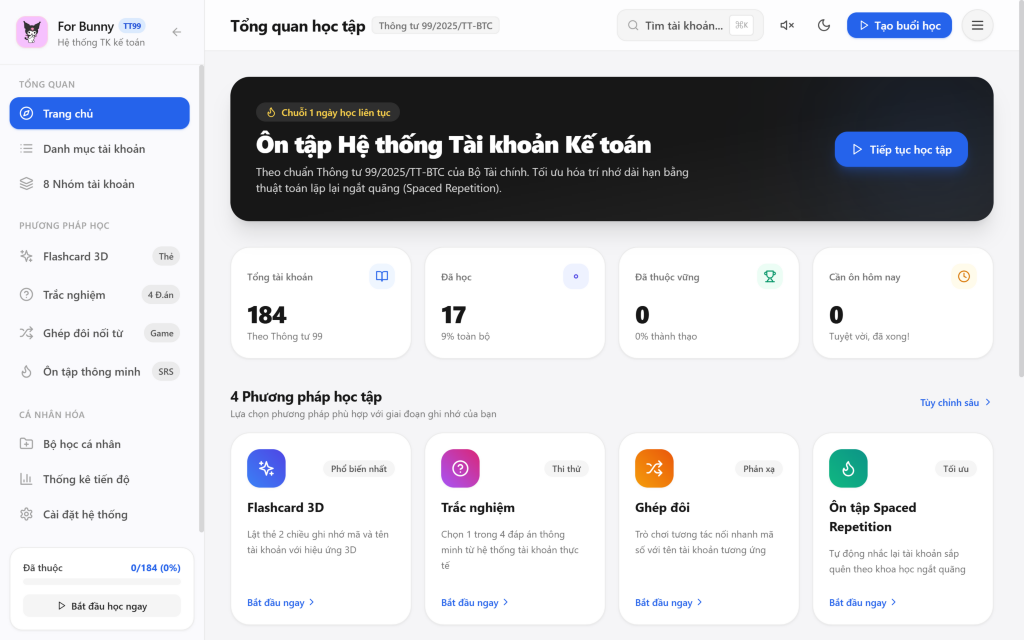 For Bunny TT99
Hệ thống TK kế toán
TỔNG QUAN
Trang chủ
Danh mục tài khoản
8 Nhóm tài khoản
PHƯƠNG PHÁP HỌC
Flashcard 3D Thẻ
Trắc nghiệm 4 Đ.án
Ghép đôi nối từ Game
Ôn tập thông minh SRS
CÁ NHÂN HÓA
Bộ học cá nhân
Thống kê tiến độ
Cài đặt hệ thống
Đã thuộc 0/184 (0%)
Bắt đầu học ngay
Tổng quan học tập Thông tư 99/2025/TT-BTC
Tìm tài khoản... ⌘K
Tạo buổi học
Chuỗi 1 ngày học liên tục
Ôn tập Hệ thống Tài khoản Kế toán
Theo chuẩn Thông tư 99/2025/TT-BTC của Bộ Tài chính. Tối ưu hóa trí nhớ dài hạn bằng
thuật toán lặp lại ngắt quãng (Spaced Repetition).
Tiếp tục học tập
Tổng tài khoản
184
Theo Thông tư 99
Đã học
17
9% toàn bộ
Đã thuộc vững
0
0% thành thạo
Cần ôn hôm nay
0
Tuyệt vời, đã xong!
4 Phương pháp học tập
Lựa chọn phương pháp phù hợp với giai đoạn ghi nhớ của bạn
Tùy chỉnh sâu
Phổ biến nhất
Flashcard 3D
Lật thẻ 2 chiều ghi nhớ mã và tên
tài khoản với hiệu ứng 3D
Bắt đầu ngay
Thi thử
Trắc nghiệm
Chọn 1 trong 4 đáp án thông
minh từ hệ thống tài khoản thực
tế
Bắt đầu ngay
Phản xạ
Ghép đôi
Trò chơi tương tác nối nhanh mã
số với tên tài khoản tương ứng
Bắt đầu ngay
Tối ưu
Ôn tập Spaced
Repetition
Tự động nhắc lại tài khoản sắp
quên theo khoa học ngắt quãng
Bắt đầu ngay